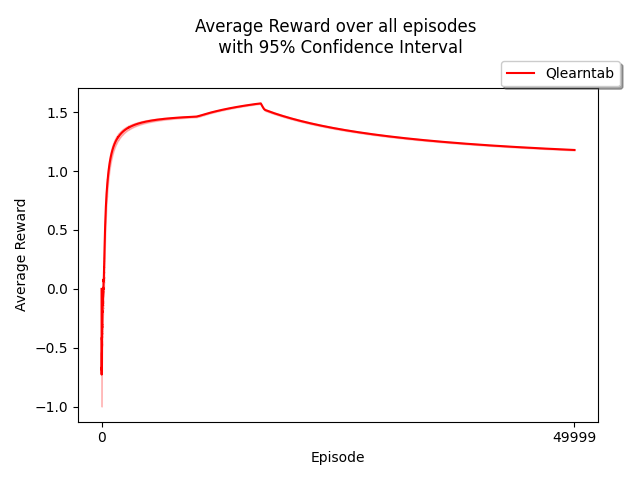 Average Reward over all episodes
with 95% Confidence Interval
Qlearntab
1.5
1.0
0.5
0.0
−0.5
−1.0
Average Reward
0
49999
Episode